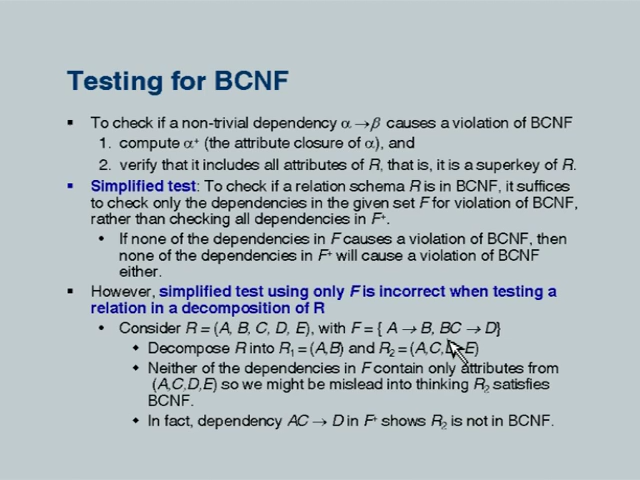 Testing for BCNF
▪ To check if a non-trivial dependency α → β causes a violation of BCNF
1. compute α⁺ (the attribute closure of α), and
2. verify that it includes all attributes of R, that is, it is a superkey of R.
▪ Simplified test: To check if a relation schema R is in BCNF, it suffices
to check only the dependencies in the given set F for violation of BCNF,
rather than checking all dependencies in F⁺.
• If none of the dependencies in F causes a violation of BCNF, then
none of the dependencies in F⁺ will cause a violation of BCNF
either.
▪ However, simplified test using only F is incorrect when testing a
relation in a decomposition of R
• Consider R = (A, B, C, D, E), with F = { A → B, BC → D}
◆ Decompose R into R₁ = (A,B) and R₂ = (A,C,D,E)
◆ Neither of the dependencies in F contain only attributes from
(A,C,D,E) so we might be mislead into thinking R₂ satisfies
BCNF.
◆ In fact, dependency AC → D in F⁺ shows R₂ is not in BCNF.